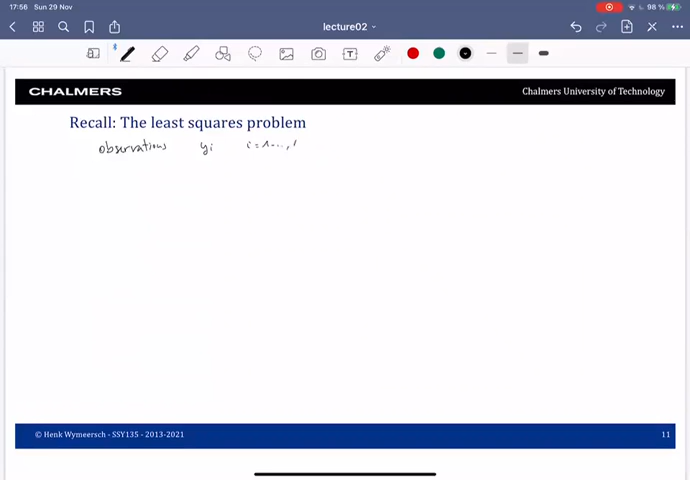 17:56 Sun 29 Nov
98 %
lecture02
CHALMERS
Chalmers University of Technology
Recall: The least squares problem
observations yi i=1...,
© Henk Wymeersch - SSY135 - 2013-2021
11